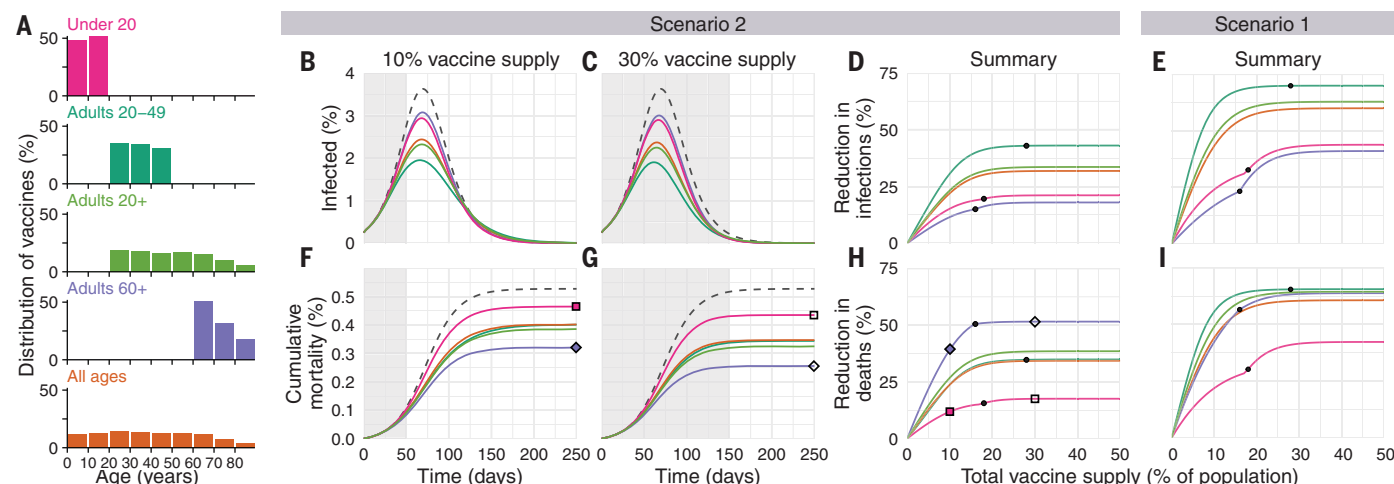 Scenario 2
Scenario 1
A
Under 20
50
0
Adults 20–49
50
0
Adults 20+
50
0
Adults 60+
50
0
All ages
50
0
0 10 20 30 40 50 60 70 80
Age (years)
Distribution of vaccines (%)
B
10% vaccine supply
4
3
2
1
0
Infected (%)
C
30% vaccine supply
D
Summary
75
50
25
0
Reduction in
infections (%)
E
Summary
F
0.5
0.4
0.3
0.2
0.1
0.0
Cumulative
mortality (%)
0 50 100 150 200 250
Time (days)
G
0 50 100 150 200 250
Time (days)
H
75
50
25
0
Reduction in
deaths (%)
0 10 20 30 40 50
I
0 10 20 30 40 50
Total vaccine supply (% of population)